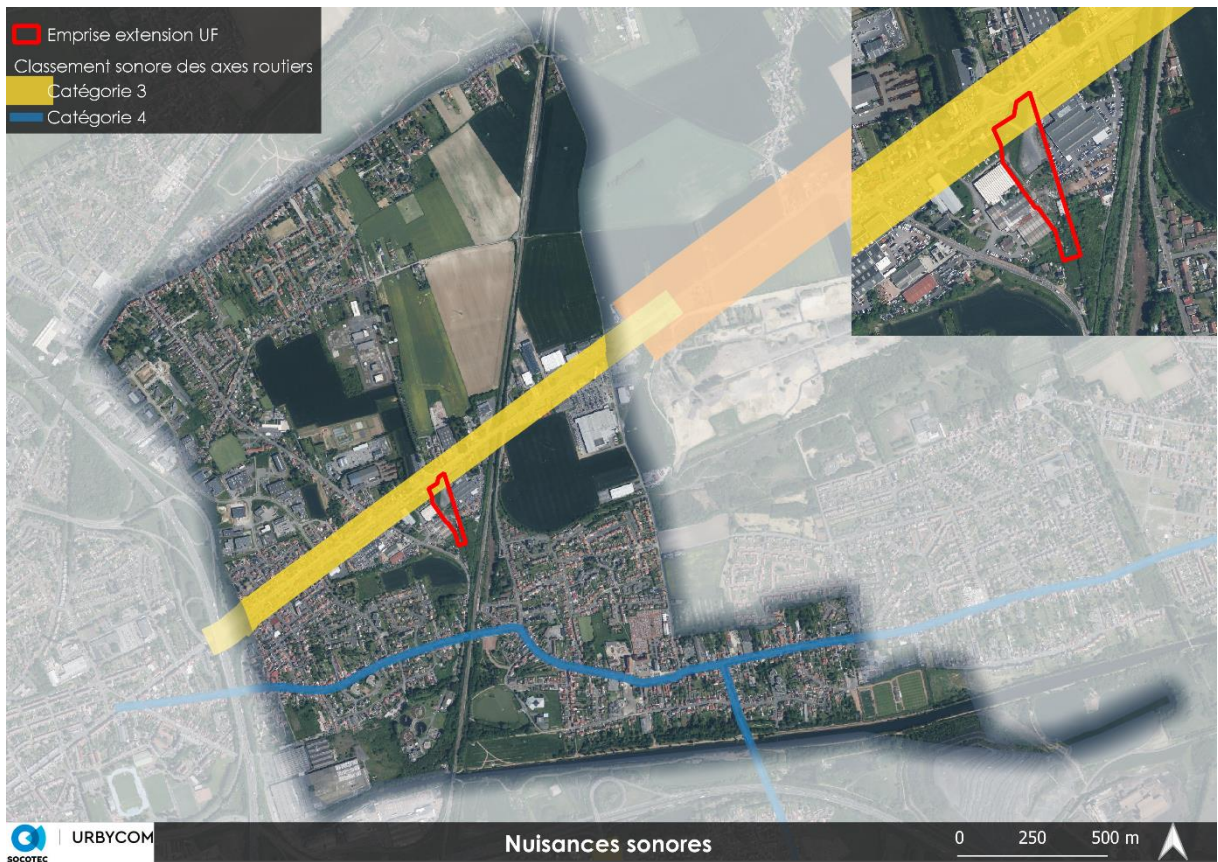 Emprise extension UF
Classement sonore des axes routiers
Catégorie 3
Catégorie 4
SOCOTEC
URBYCOM
Nuisances sonores
0 250 500 m